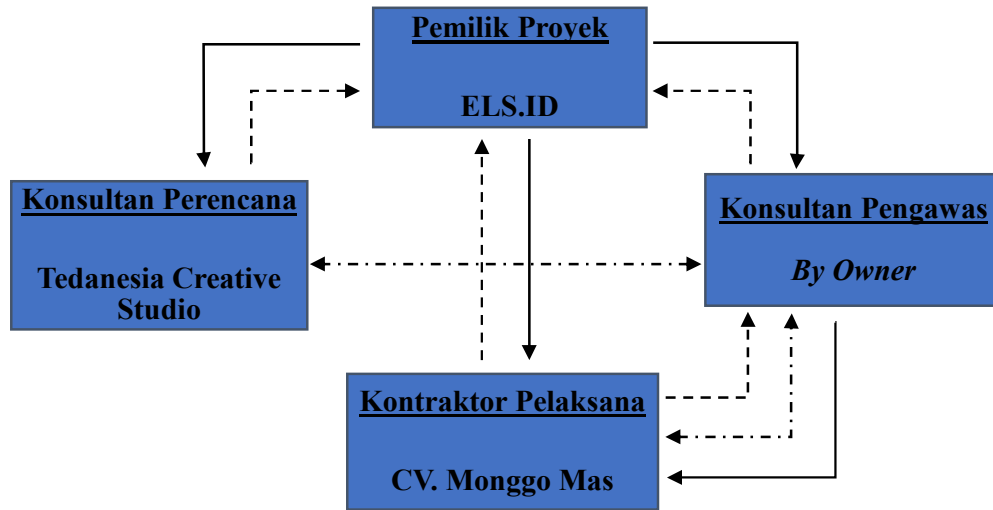 Pemilik Proyek
ELS.ID
Konsultan Perencana
Tedanesia Creative
Studio
Konsultan Pengawas
By Owner
Kontraktor Pelaksana
CV. Monggo Mas